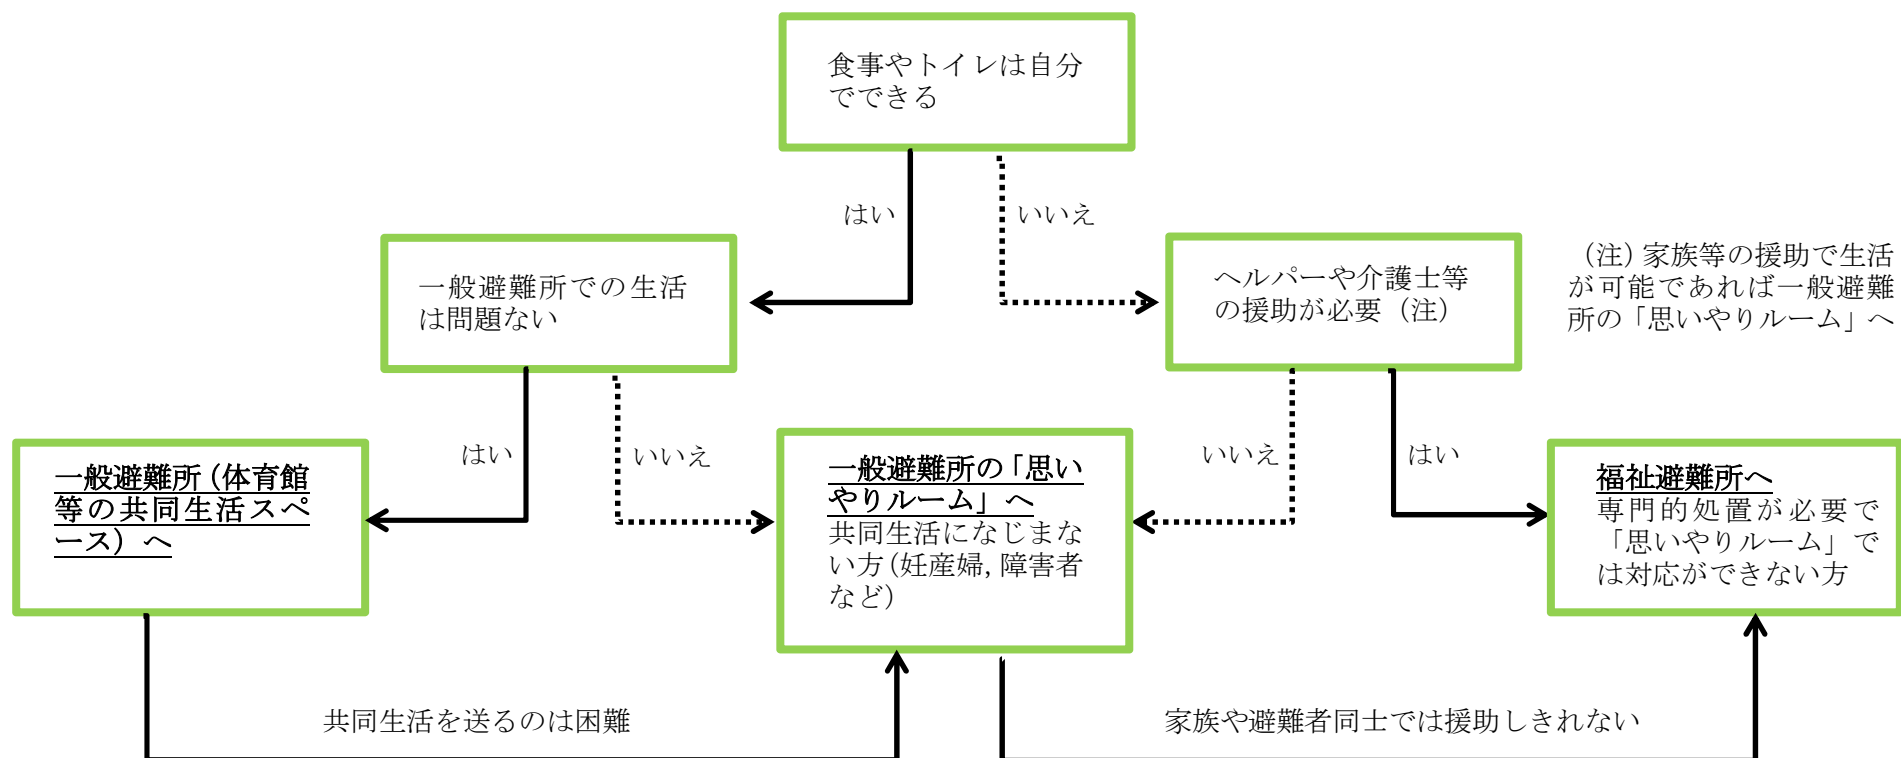 食事やトイレは自分
でできる
はい
いいえ
一般避難所での生活
は問題ない
ヘルパーや介護士等
の援助が必要（注）
（注）家族等の援助で生活
が可能であれば一般避難
所の「思いやりルーム」へ
はい
いいえ
いいえ
はい
一般避難所（体育館
等の共同生活スペ
ース）へ
一般避難所の「思い
やりルーム」へ
共同生活になじまな
い方（妊産婦，障害者
など）
福祉避難所へ
専門的処置が必要で
「思いやりルーム」で
は対応ができない方
共同生活を送るのは困難
家族や避難者同士では援助しきれない